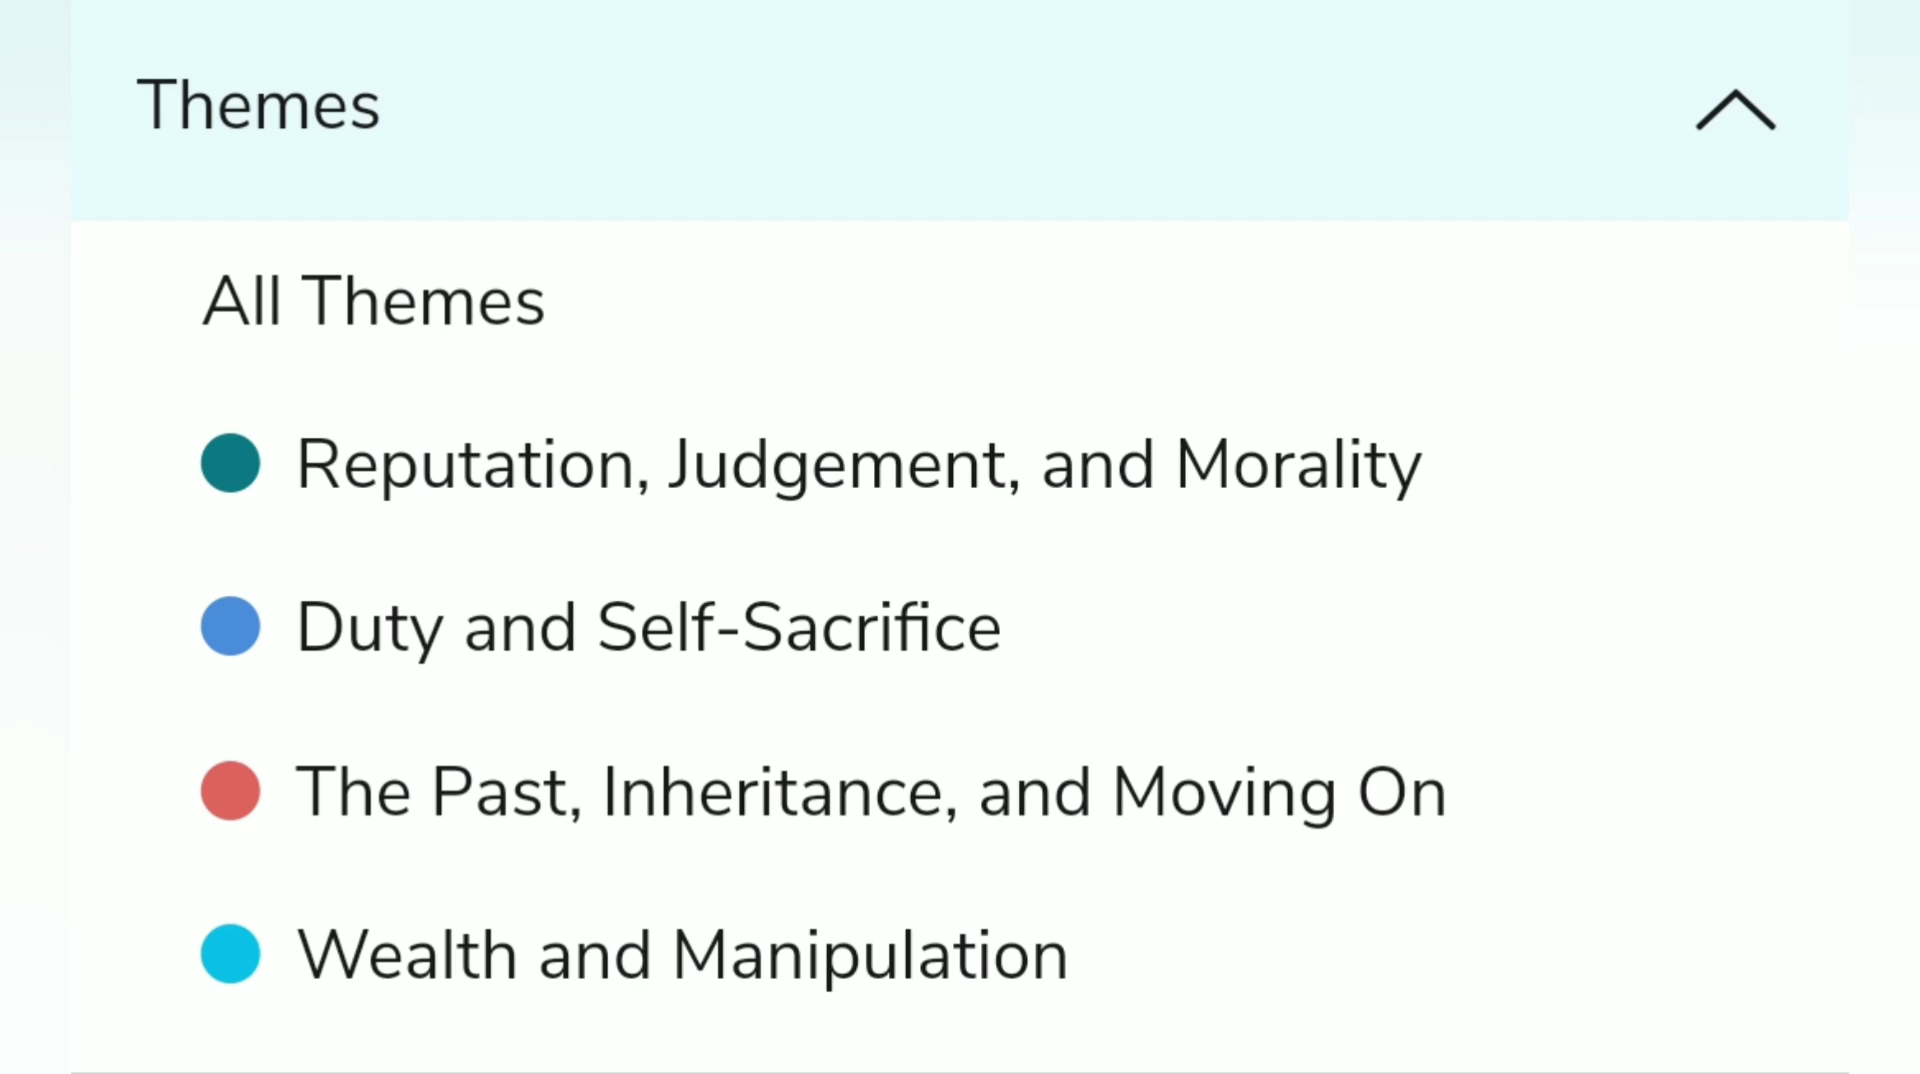 Themes
All Themes
Reputation, Judgement, and Morality
Duty and Self-Sacrifice
The Past, Inheritance, and Moving On
Wealth and Manipulation